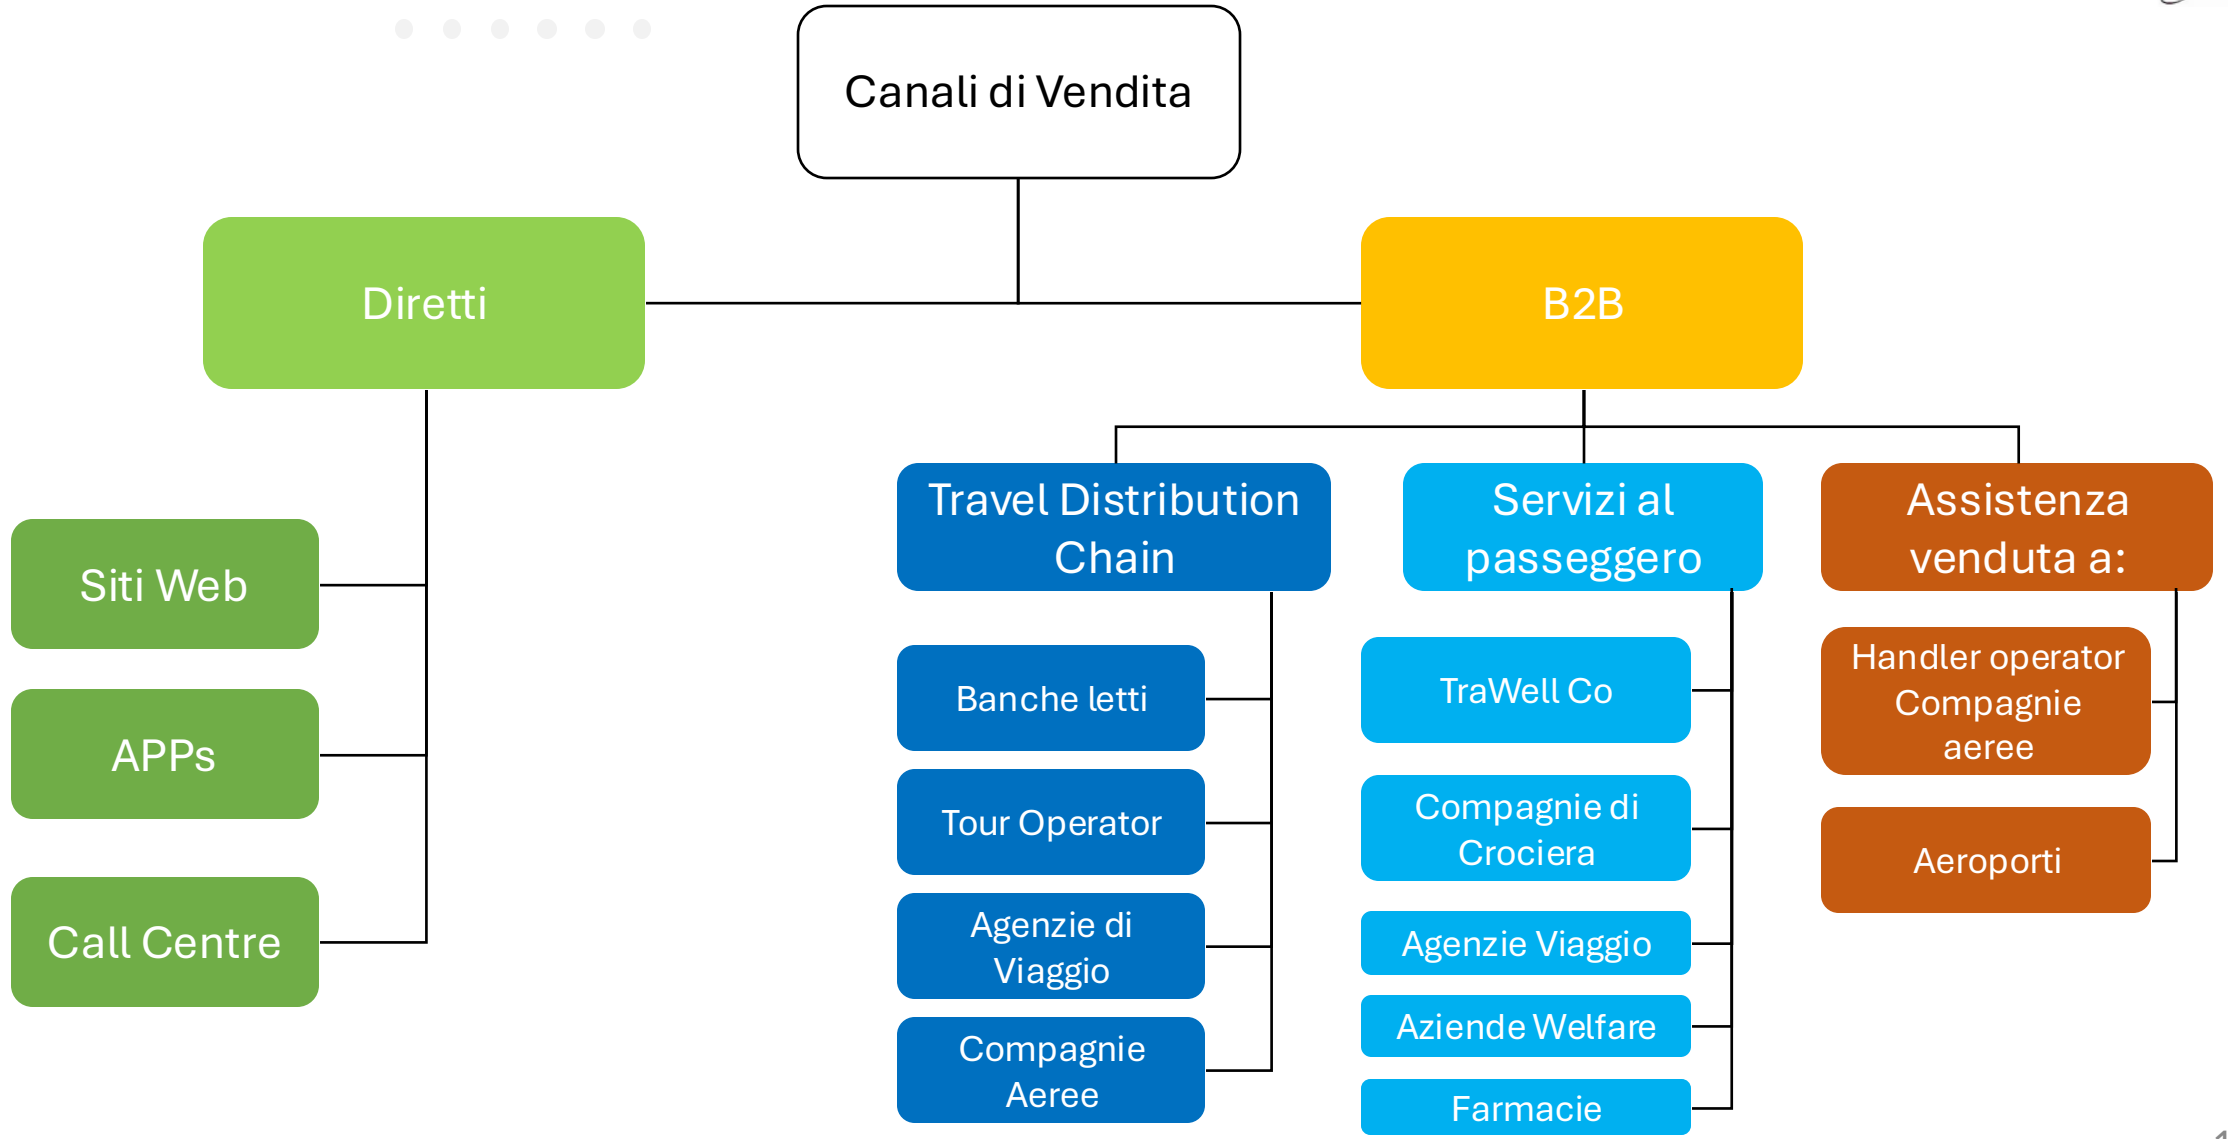 Canali di Vendita
Diretti
B2B
Siti Web
APPs
Call Centre
Travel Distribution
Chain
Banche letti
Tour Operator
Agenzie di
Viaggio
Compagnie
Aeree
Servizi al
passeggero
TraWell Co
Compagnie di
Crociera
Agenzie Viaggio
Aziende Welfare
Farmacie
Assistenza
venduta a:
Handler operator
Compagnie
aeree
Aeroporti